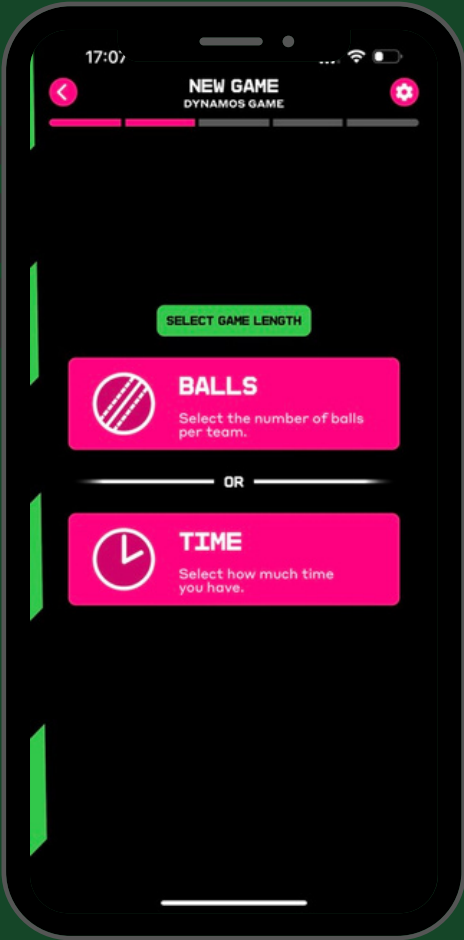 17:07
NEW GAME
DYNAMOS GAME
SELECT GAME LENGTH
BALLS
Select the number of balls
per team.
OR
TIME
Select how much time
you have.